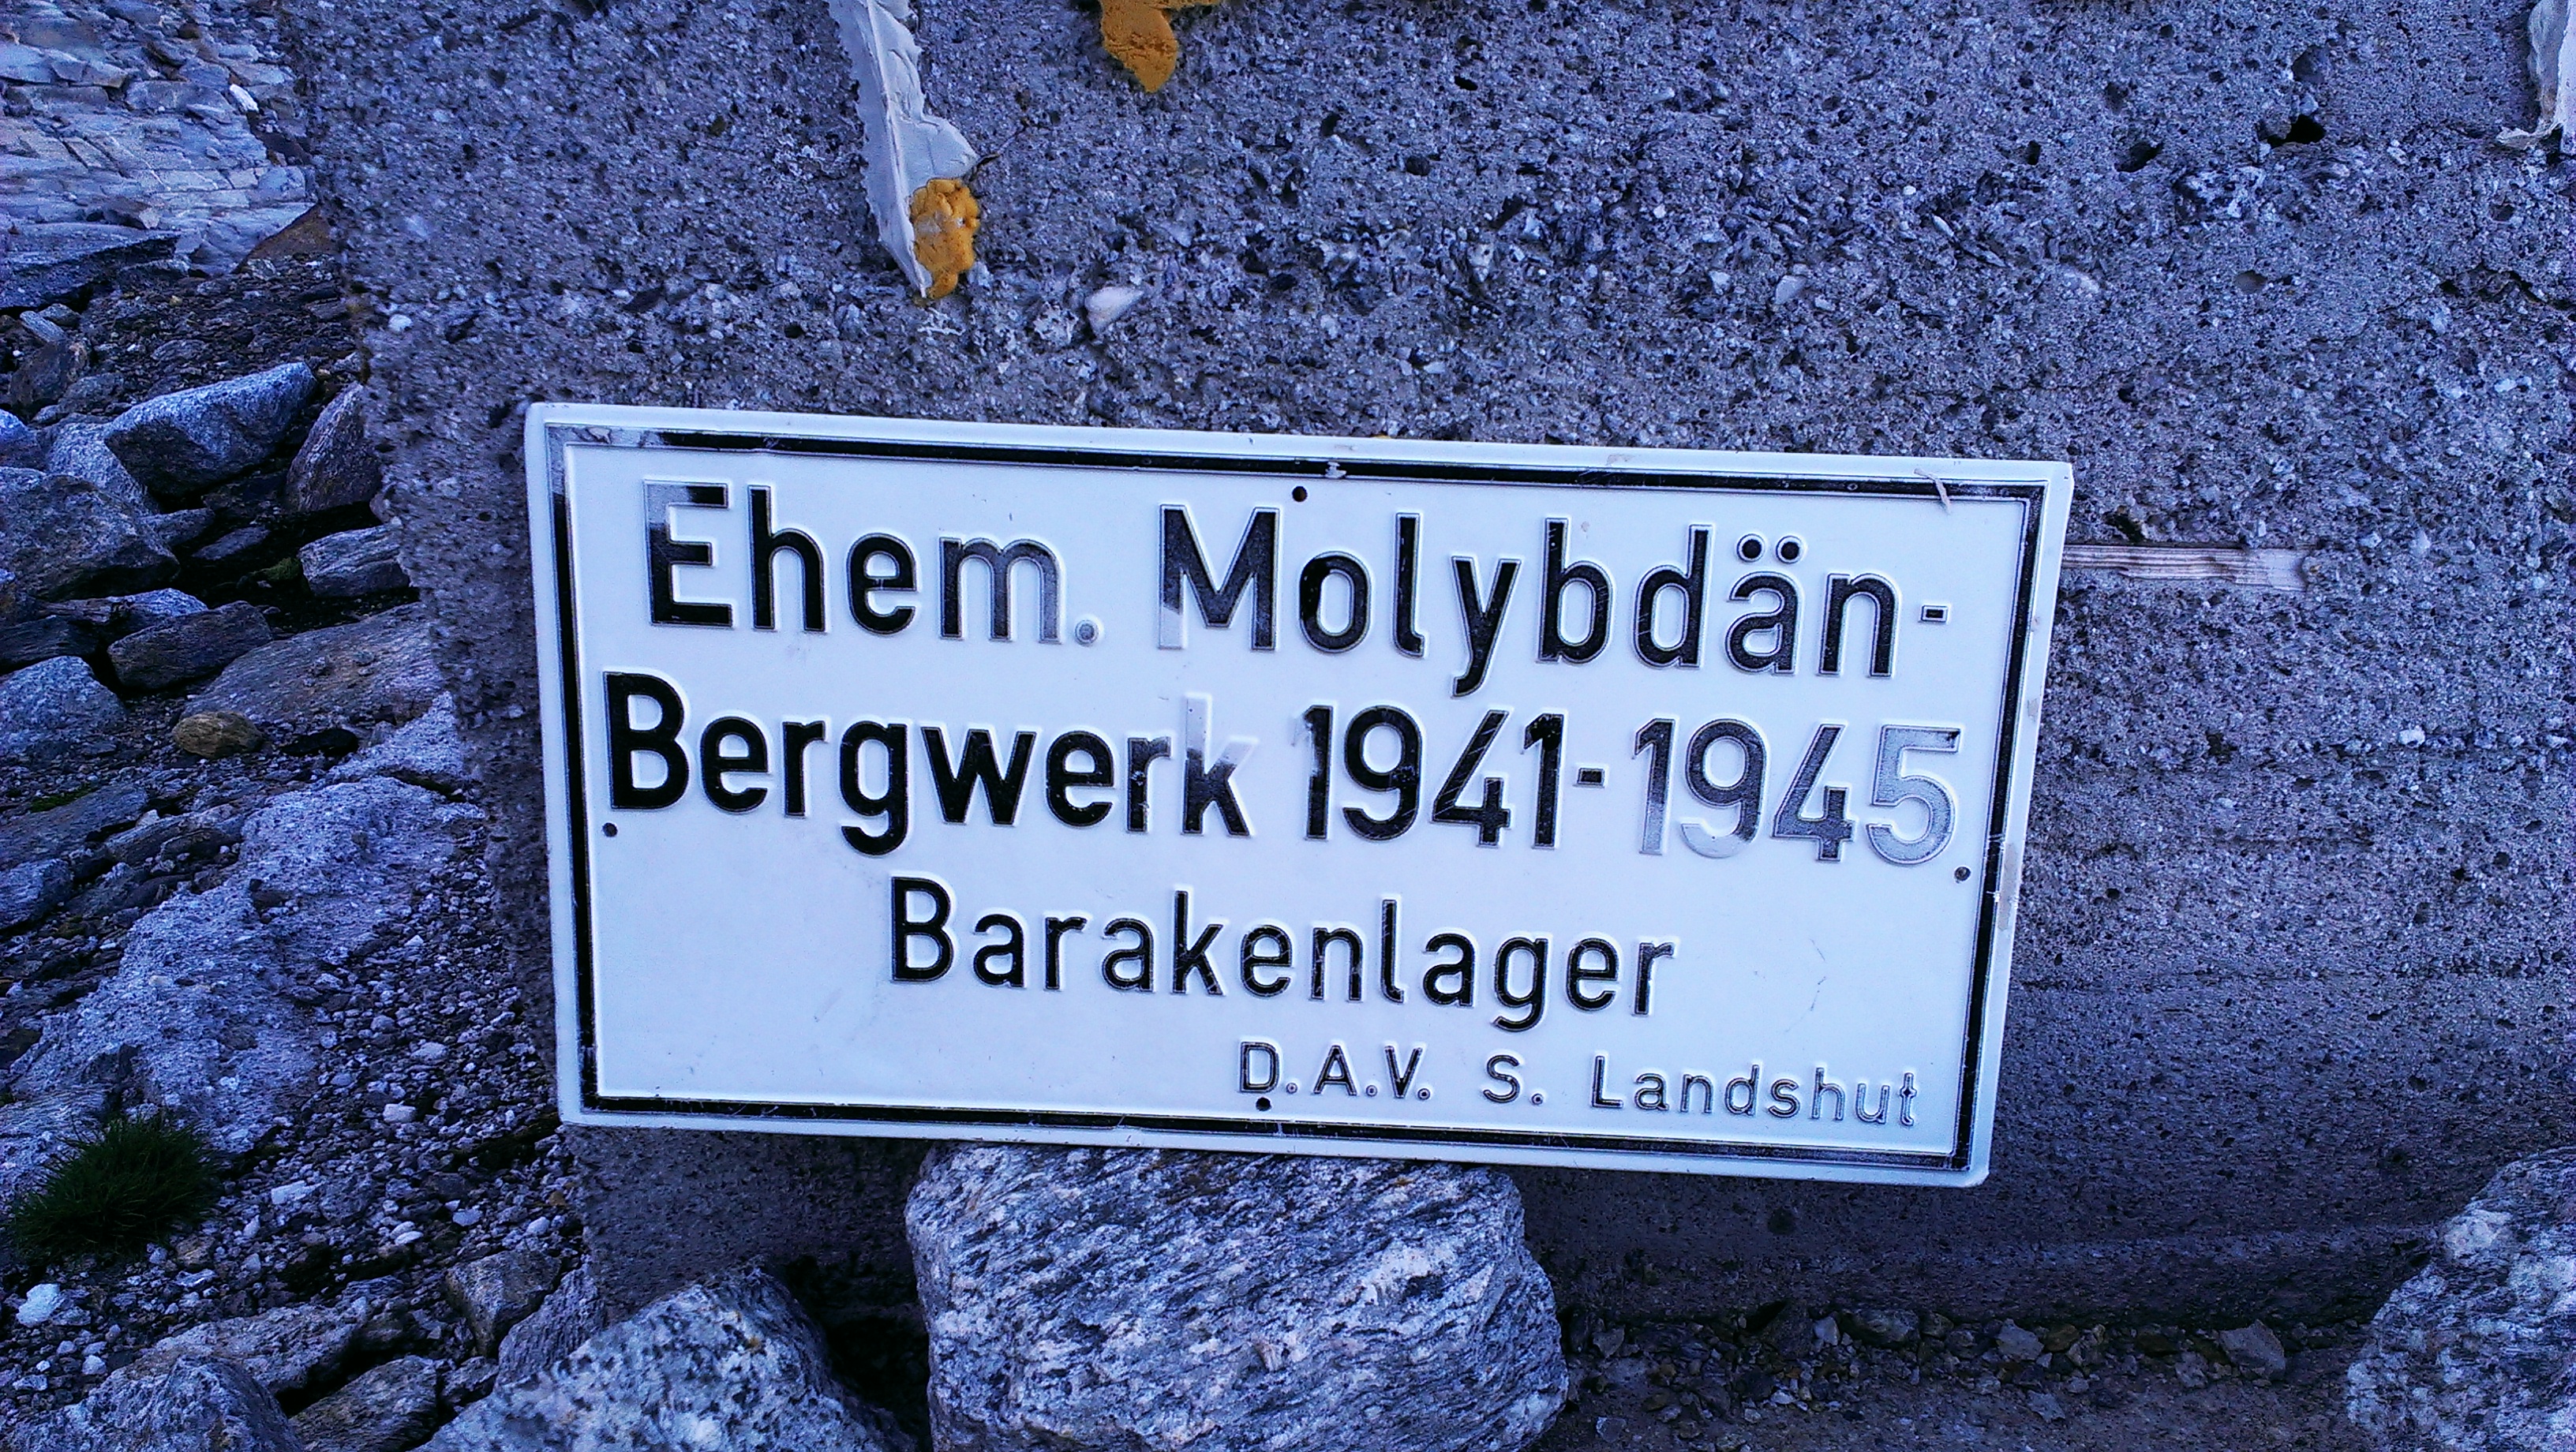 Ehem. Molybdän-
Bergwerk 1941-1945
Barakenlager
D.A.V. S. Landshut